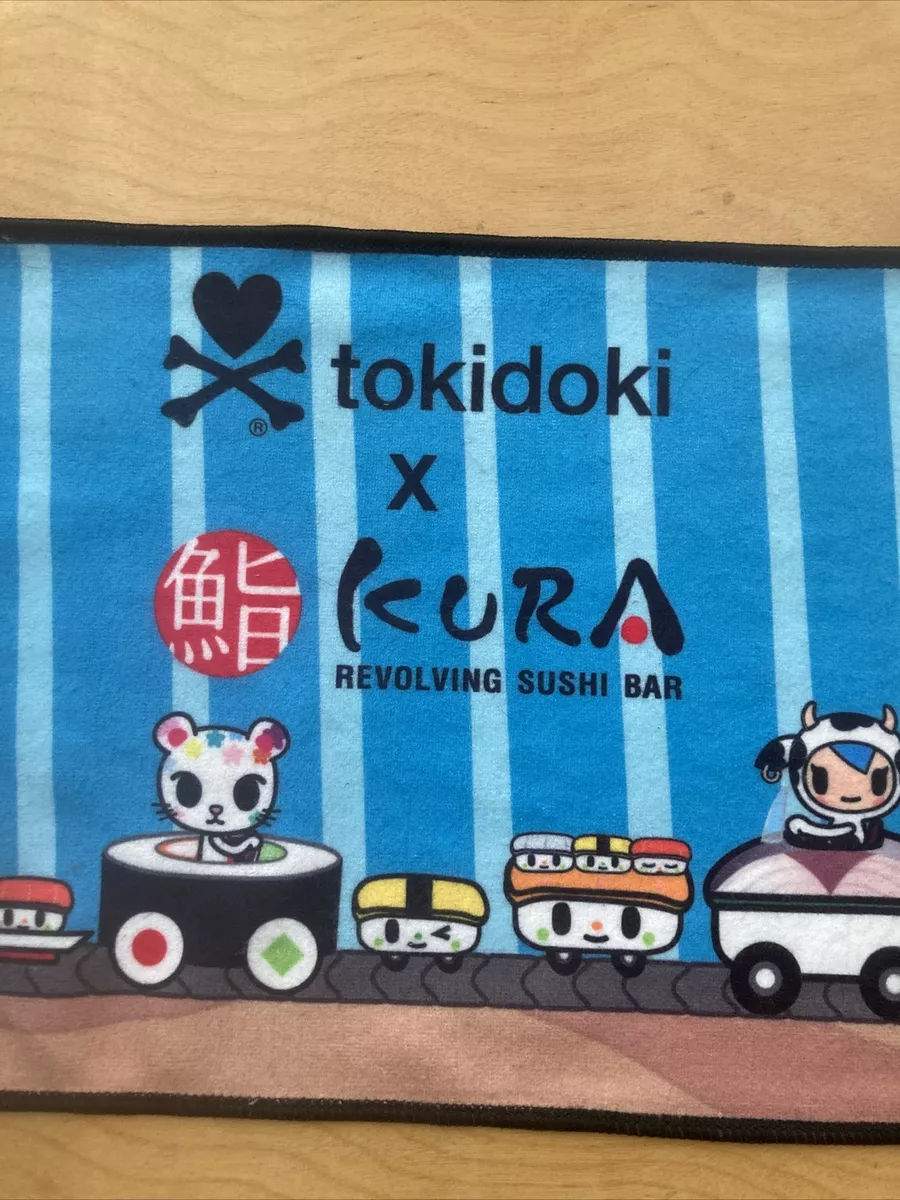 tokidoki
®
X
鮨 KURA
REVOLVING SUSHI BAR